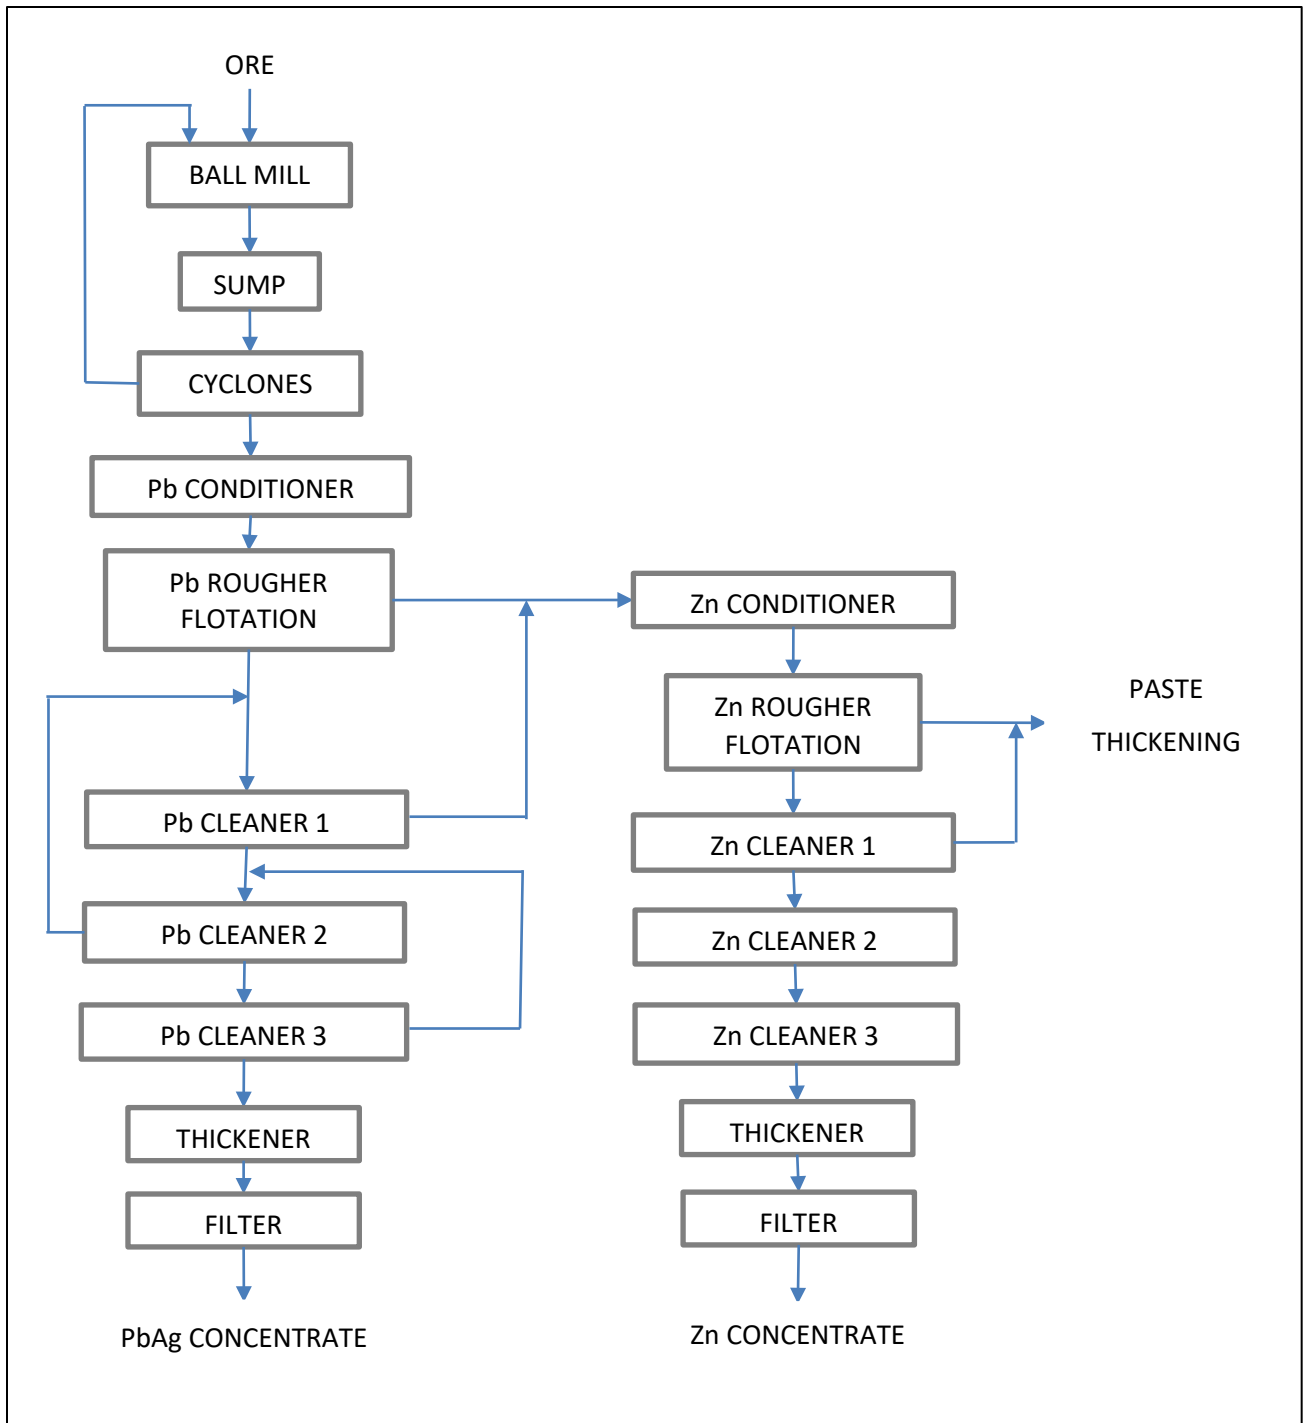 ORE
BALL MILL
SUMP
CYCLONES
Pb CONDITIONER
Pb ROUGHER
FLOTATION
Pb CLEANER 1
Pb CLEANER 2
Pb CLEANER 3
THICKENER
FILTER
PbAg CONCENTRATE
Zn CONDITIONER
Zn ROUGHER
FLOTATION
Zn CLEANER 1
Zn CLEANER 2
Zn CLEANER 3
THICKENER
FILTER
Zn CONCENTRATE
PASTE
THICKENING